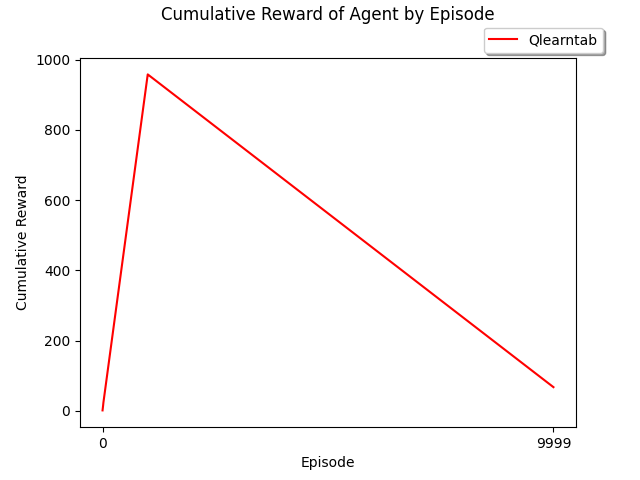 Cumulative Reward of Agent by Episode
Qlearntab
1000
800
600
400
200
0
Cumulative Reward
0
9999
Episode